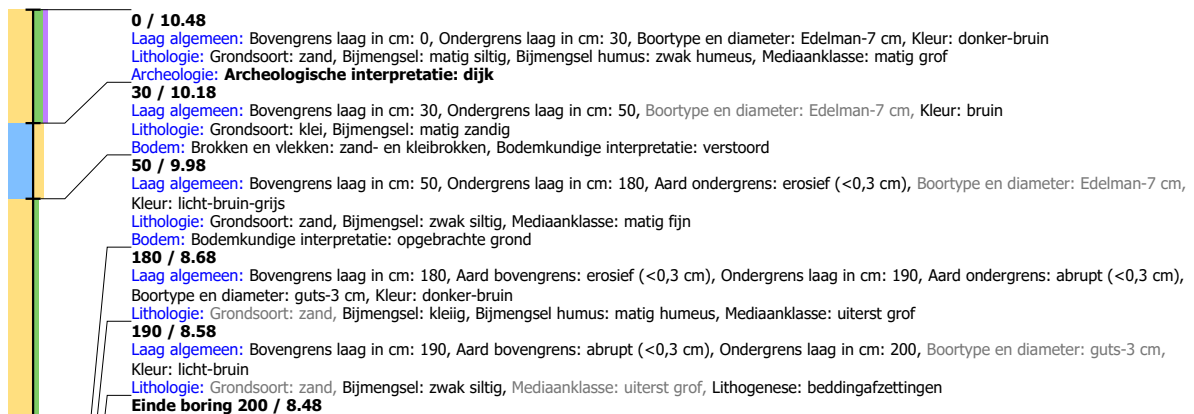 0 / 10.48
Laag algemeen: Bovengrens laag in cm: 0, Ondergrens laag in cm: 30, Boortype en diameter: Edelman-7 cm, Kleur: donker-bruin
Lithologie: Grondsoort: zand, Bijmengsel: matig siltig, Bijmengsel humus: zwak humeus, Mediaanklasse: matig grof
Archeologie: Archeologische interpretatie: dijk
30 / 10.18
Laag algemeen: Bovengrens laag in cm: 30, Ondergrens laag in cm: 50, Boortype en diameter: Edelman-7 cm, Kleur: bruin
Lithologie: Grondsoort: klei, Bijmengsel: matig zandig
Bodem: Brokken en vlekken: zand- en kleibrokken, Bodemkundige interpretatie: verstoord
50 / 9.98
Laag algemeen: Bovengrens laag in cm: 50, Ondergrens laag in cm: 180, Aard ondergrens: erosief (<0,3 cm), Boortype en diameter: Edelman-7 cm,
Kleur: licht-bruin-grijs
Lithologie: Grondsoort: zand, Bijmengsel: zwak siltig, Mediaanklasse: matig fijn
Bodem: Bodemkundige interpretatie: opgebrachte grond
180 / 8.68
Laag algemeen: Bovengrens laag in cm: 180, Aard bovengrens: erosief (<0,3 cm), Ondergrens laag in cm: 190, Aard ondergrens: abrupt (<0,3 cm),
Boortype en diameter: guts-3 cm, Kleur: donker-bruin
Lithologie: Grondsoort: zand, Bijmengsel: kleiig, Bijmengsel humus: matig humeus, Mediaanklasse: uiterst grof
190 / 8.58
Laag algemeen: Bovengrens laag in cm: 190, Aard bovengrens: abrupt (<0,3 cm), Ondergrens laag in cm: 200, Boortype en diameter: guts-3 cm,
Kleur: licht-bruin
Lithologie: Grondsoort: zand, Bijmengsel: zwak siltig, Mediaanklasse: uiterst grof, Lithogenese: beddingafzettingen
Einde boring 200 / 8.48